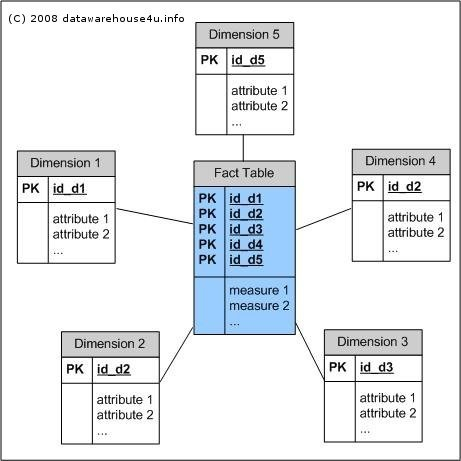 (C) 2008 datawarehouse4u.info
Dimension 5
PK id_d5
attribute 1
attribute 2
...
Dimension 1
PK id_d1
attribute 1
attribute 2
...
Fact Table
PK id_d1
PK id_d2
PK id_d3
PK id_d4
PK id_d5
measure 1
measure 2
...
Dimension 4
PK id_d2
attribute 1
attribute 2
...
Dimension 2
PK id_d2
attribute 1
attribute 2
...
Dimension 3
PK id_d3
attribute 1
attribute 2
...